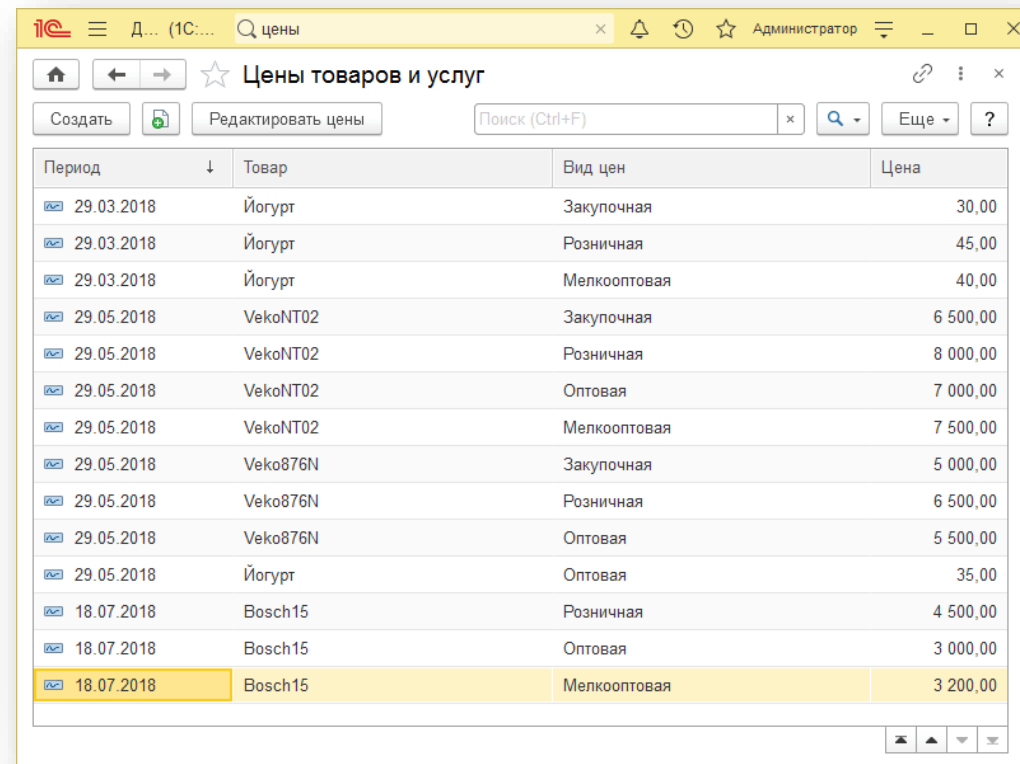 1С Д... (1С:... цены Администратор
Цены товаров и услуг
Создать Редактировать цены Поиск (Ctrl+F) × Еще ?
Период ↓ Товар Вид цен Цена
29.03.2018 Йогурт Закупочная 30,00
29.03.2018 Йогурт Розничная 45,00
29.03.2018 Йогурт Мелкооптовая 40,00
29.05.2018 VekoNT02 Закупочная 6 500,00
29.05.2018 VekoNT02 Розничная 8 000,00
29.05.2018 VekoNT02 Оптовая 7 000,00
29.05.2018 VekoNT02 Мелкооптовая 7 500,00
29.05.2018 Veko876N Закупочная 5 000,00
29.05.2018 Veko876N Розничная 6 500,00
29.05.2018 Veko876N Оптовая 5 500,00
29.05.2018 Йогурт Оптовая 35,00
18.07.2018 Bosch15 Розничная 4 500,00
18.07.2018 Bosch15 Оптовая 3 000,00
18.07.2018 Bosch15 Мелкооптовая 3 200,00